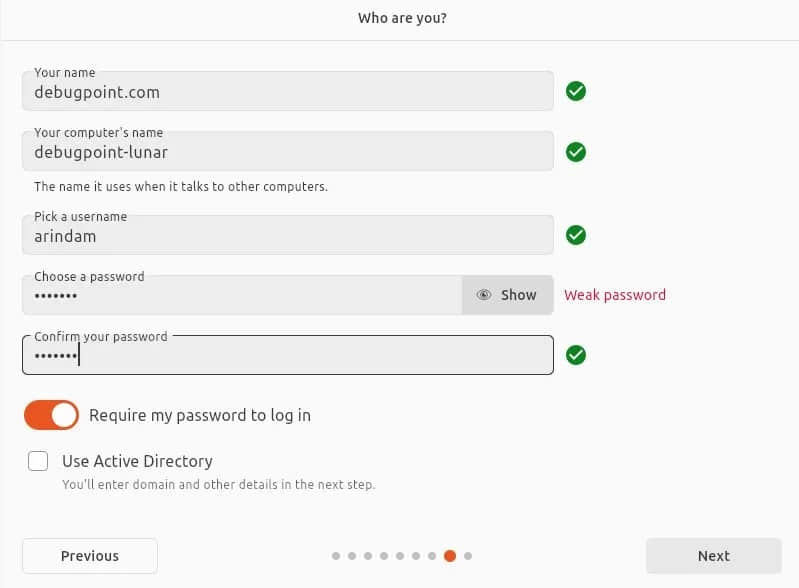 Who are you?
Your name
debugpoint.com
Your computer's name
debugpoint-lunar
The name it uses when it talks to other computers.
Pick a username
arindam
Choose a password
•••••••
Show
Weak password
Confirm your password
•••••••
Require my password to log in
Use Active Directory
You'll enter domain and other details in the next step.
Previous
Next